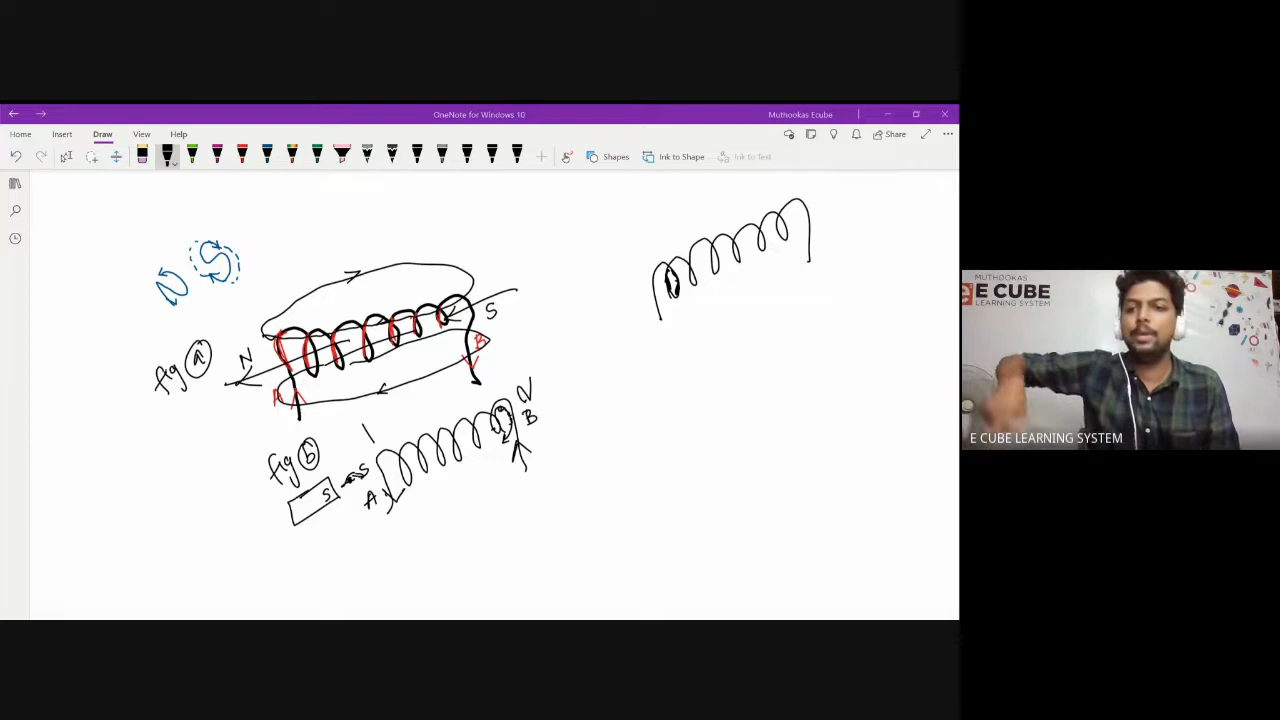 OneNote for Windows 10
Muthookas Ecube
Home Insert Draw View Help
Share
Shapes
Ink to Shape
Ink to Text
N S
S
N
fig a
B
A
N
B
fig b
S
S
A
MUTHOOKAS
E CUBE
LEARNING SYSTEM
E CUBE LEARNING SYSTEM